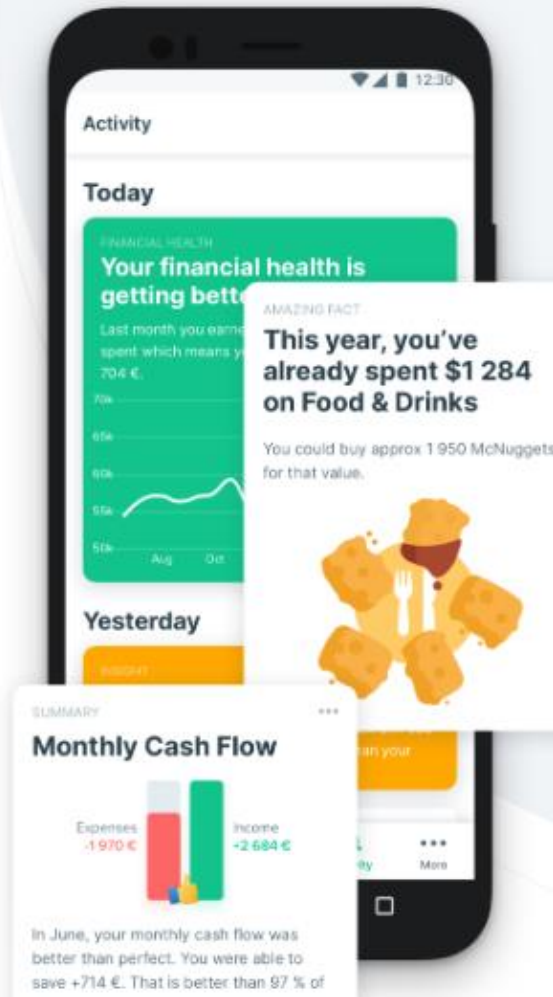 12:30
Activity
Today
FINANCIAL HEALTH
Your financial health is
getting bett
Last month you earne
spent which means y
704 €.
70k
65k
60k
55k
50k
Aug Oct
AMAZING FACT
This year, you’ve
already spent $1 284
on Food & Drinks
You could buy approx 1 950 McNuggets
for that value.
Yesterday
INSIGHT
an your
SUMMARY
Monthly Cash Flow
Expenses
-1 970 €
Income
+2 684 €
In June, your monthly cash flow was
better than perfect. You were able to
save +714 €. That is better than 97 % of
More